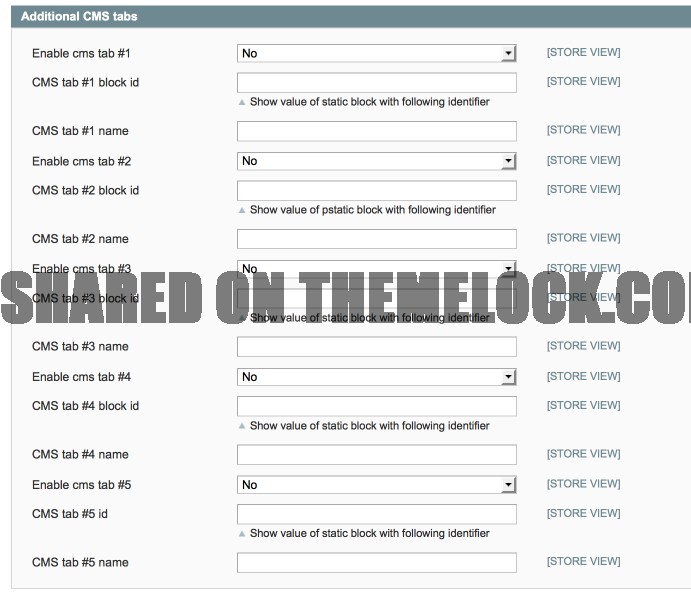 Additional CMS tabs
Enable cms tab #1 No [STORE VIEW]
CMS tab #1 block id [STORE VIEW]
Show value of static block with following identifier
CMS tab #1 name [STORE VIEW]
Enable cms tab #2 No [STORE VIEW]
CMS tab #2 block id [STORE VIEW]
Show value of pstatic block with following identifier
CMS tab #2 name [STORE VIEW]
Enable cms tab #3 No [STORE VIEW]
SHARED ON THEMELOCK.CO
CMS tab #3 block id [STORE VIEW]
Show value of static block with following identifier
CMS tab #3 name [STORE VIEW]
Enable cms tab #4 No [STORE VIEW]
CMS tab #4 block id [STORE VIEW]
Show value of static block with following identifier
CMS tab #4 name [STORE VIEW]
Enable cms tab #5 No [STORE VIEW]
CMS tab #5 id [STORE VIEW]
Show value of static block with following identifier
CMS tab #5 name [STORE VIEW]